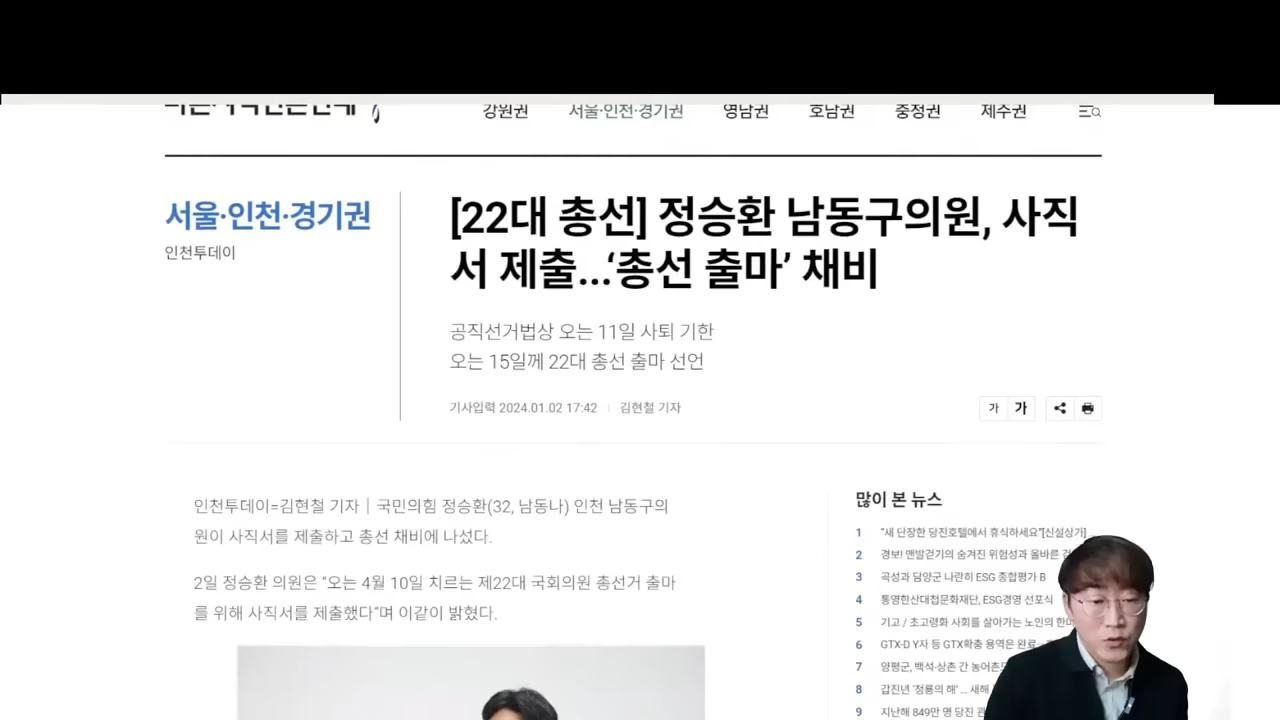 강원권 서울·인천·경기권 영남권 호남권 충청권 제주권
서울·인천·경기권
인천투데이
[22대 총선] 정승환 남동구의원, 사직
서 제출...‘총선 출마’ 채비
공직선거법상 오는 11일 사퇴 기한
오는 15일께 22대 총선 출마 선언
기사입력 2024.01.02 17:42 김현철 기자
가 가
인천투데이=김현철 기자│국민의힘 정승환(32, 남동나) 인천 남동구의
원이 사직서를 제출하고 총선 채비에 나섰다.
2일 정승환 의원은 “오는 4월 10일 치르는 제22대 국회의원 총선거 출마
를 위해 사직서를 제출했다”며 이같이 밝혔다.
많이 본 뉴스
1 “새 단장한 당진호텔에서 휴식하세요”[신설상가]
2 경보! 맨발걷기의 숨겨진 위험성과 올바른
3 곡성과 담양군 나란히 ESG 종합평가 B
4 통영한산대첩문화재단, ESG경영 선포식
5 기고 / 초고령화 사회를 살아가는 노인의
6 GTX-D Y자 등 GTX확충 용역은 완료
7 양평군, 백석-상촌 간
8 갑진년 ‘청룡의 해’ ... 새해
9 지난해 849만 명 당진